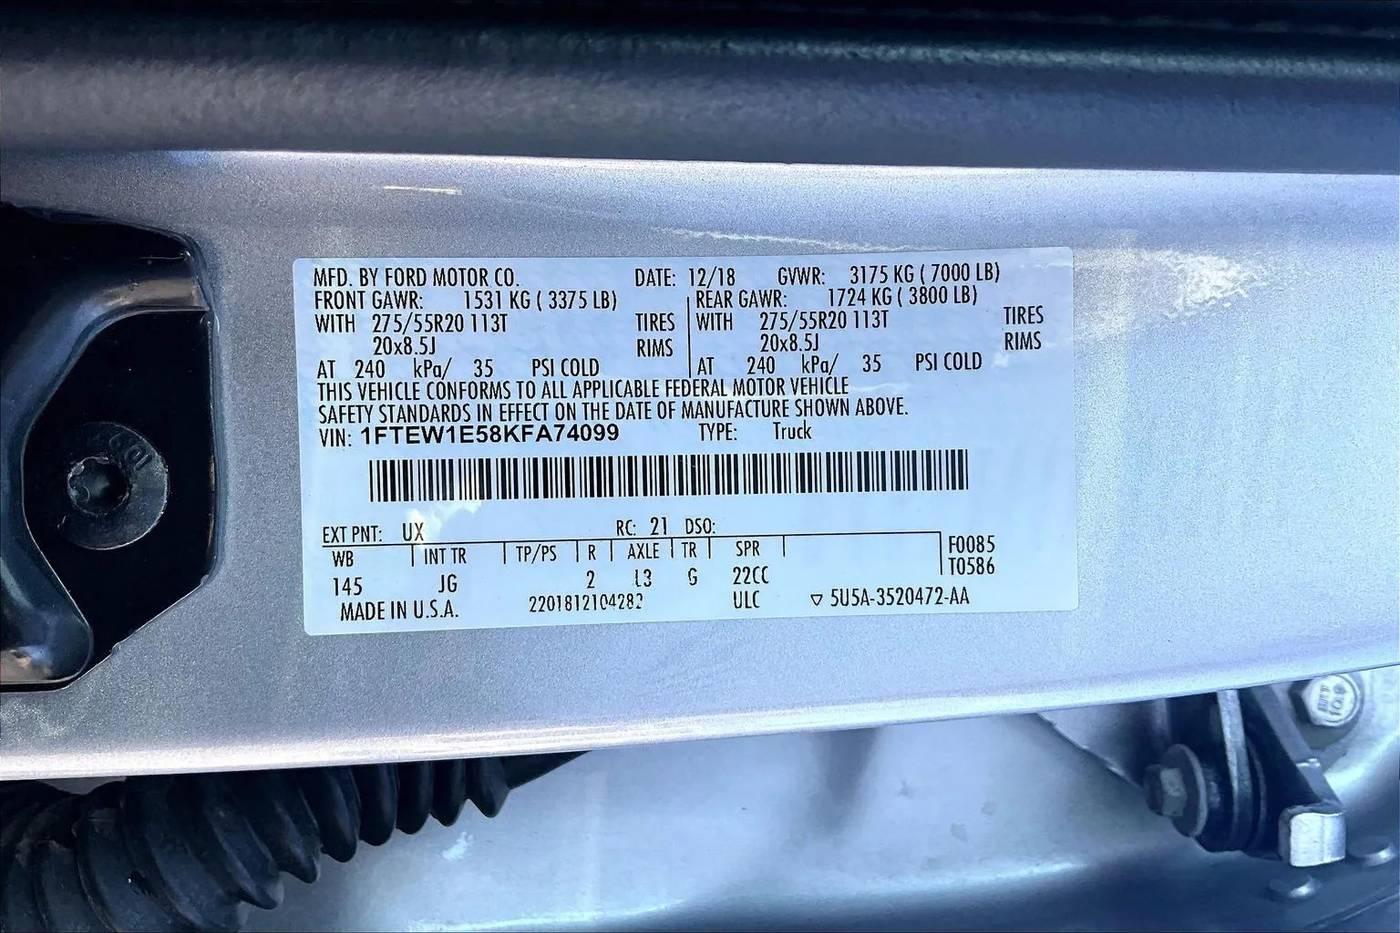 MFD. BY FORD MOTOR CO. DATE: 12/18 GVWR: 3175 KG ( 7000 LB)
FRONT GAWR: 1531 KG ( 3375 LB) REAR GAWR: 1724 KG ( 3800 LB)
WITH 275/55R20 113T TIRES WITH 275/55R20 113T TIRES
20x8.5J RIMS 20x8.5J RIMS
AT 240 kPa/ 35 PSI COLD AT 240 kPa/ 35 PSI COLD
THIS VEHICLE CONFORMS TO ALL APPLICABLE FEDERAL MOTOR VEHICLE
SAFETY STANDARDS IN EFFECT ON THE DATE OF MANUFACTURE SHOWN ABOVE.
VIN: 1FTEW1E58KFA74099 TYPE: Truck
EXT PNT: UX RC: 21 DSO:
WB INT TR TP/PS R AXLE TR SPR F0085
145 JG 2 L3 G 22CC T0586
MADE IN U.S.A. 2201812104282 ULC ▽ 5U5A-3520472-AA